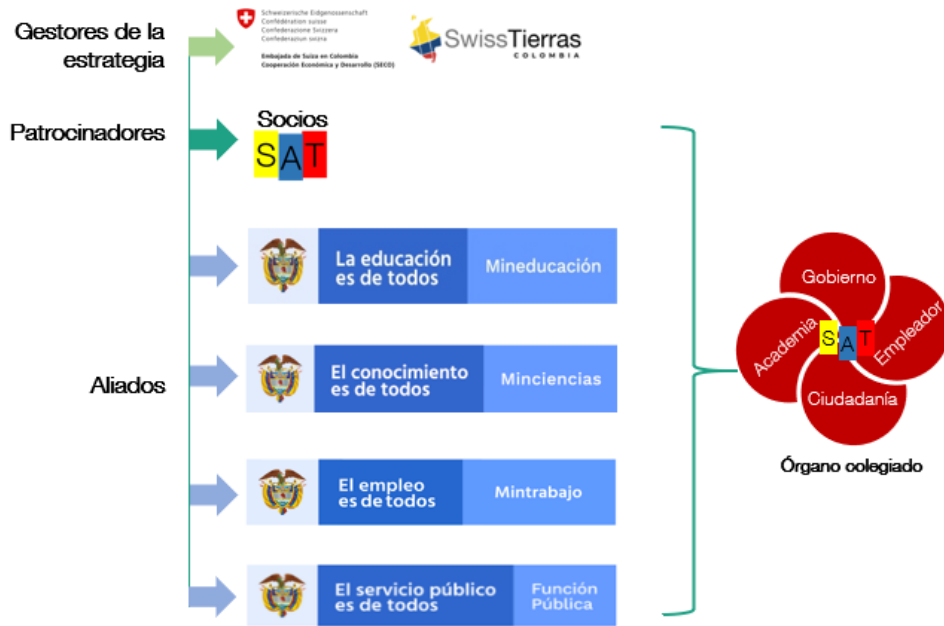 Gestores de la
estrategia
Schweizerische Eidgenossenschaft
Confédération suisse
Confederazione Svizzera
Confederaziun svizra
Embajada de Suiza en Colombia
Cooperación Económica y Desarrollo (SECO)
SwissTierras
COLOMBIA
Patrocinadores
Socios
SAT
Aliados
La educación
es de todos
Mineducación
El conocimiento
es de todos
Minciencias
El empleo
es de todos
Mintrabajo
El servicio público
es de todos
Función
Pública
Gobierno
Academia
SAT
Empleador
Ciudadanía
Órgano colegiado